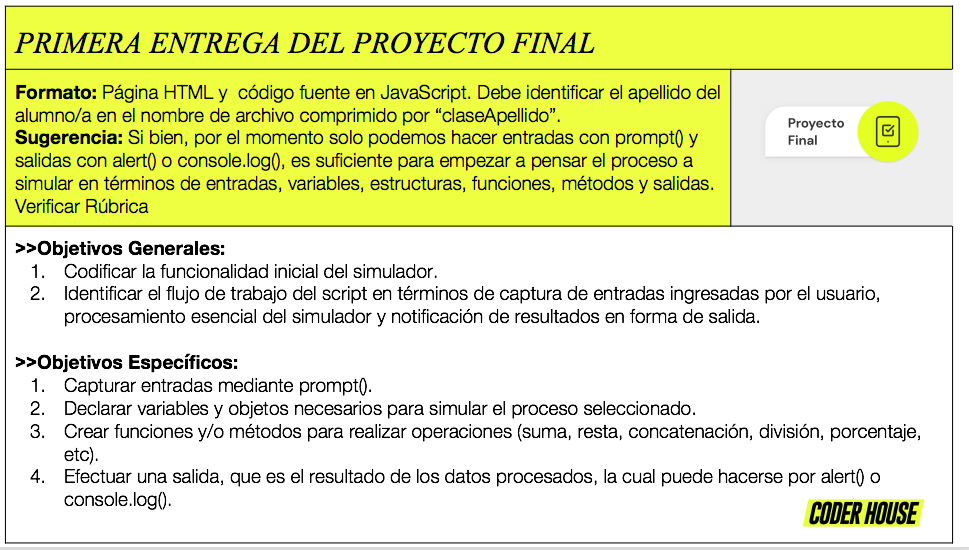 PRIMERA ENTREGA DEL PROYECTO FINAL
Formato: Página HTML y código fuente en JavaScript. Debe identificar el apellido del
alumno/a en el nombre de archivo comprimido por “claseApellido”.
Sugerencia: Si bien, por el momento solo podemos hacer entradas con prompt() y
salidas con alert() o console.log(), es suficiente para empezar a pensar el proceso a
simular en términos de entradas, variables, estructuras, funciones, métodos y salidas.
Verificar Rúbrica
Proyecto
Final
>>Objetivos Generales:
1. Codificar la funcionalidad inicial del simulador.
2. Identificar el flujo de trabajo del script en términos de captura de entradas ingresadas por el usuario,
procesamiento esencial del simulador y notificación de resultados en forma de salida.
>>Objetivos Específicos:
1. Capturar entradas mediante prompt().
2. Declarar variables y objetos necesarios para simular el proceso seleccionado.
3. Crear funciones y/o métodos para realizar operaciones (suma, resta, concatenación, división, porcentaje,
etc).
4. Efectuar una salida, que es el resultado de los datos procesados, la cual puede hacerse por alert() o
console.log().
CODER HOUSE